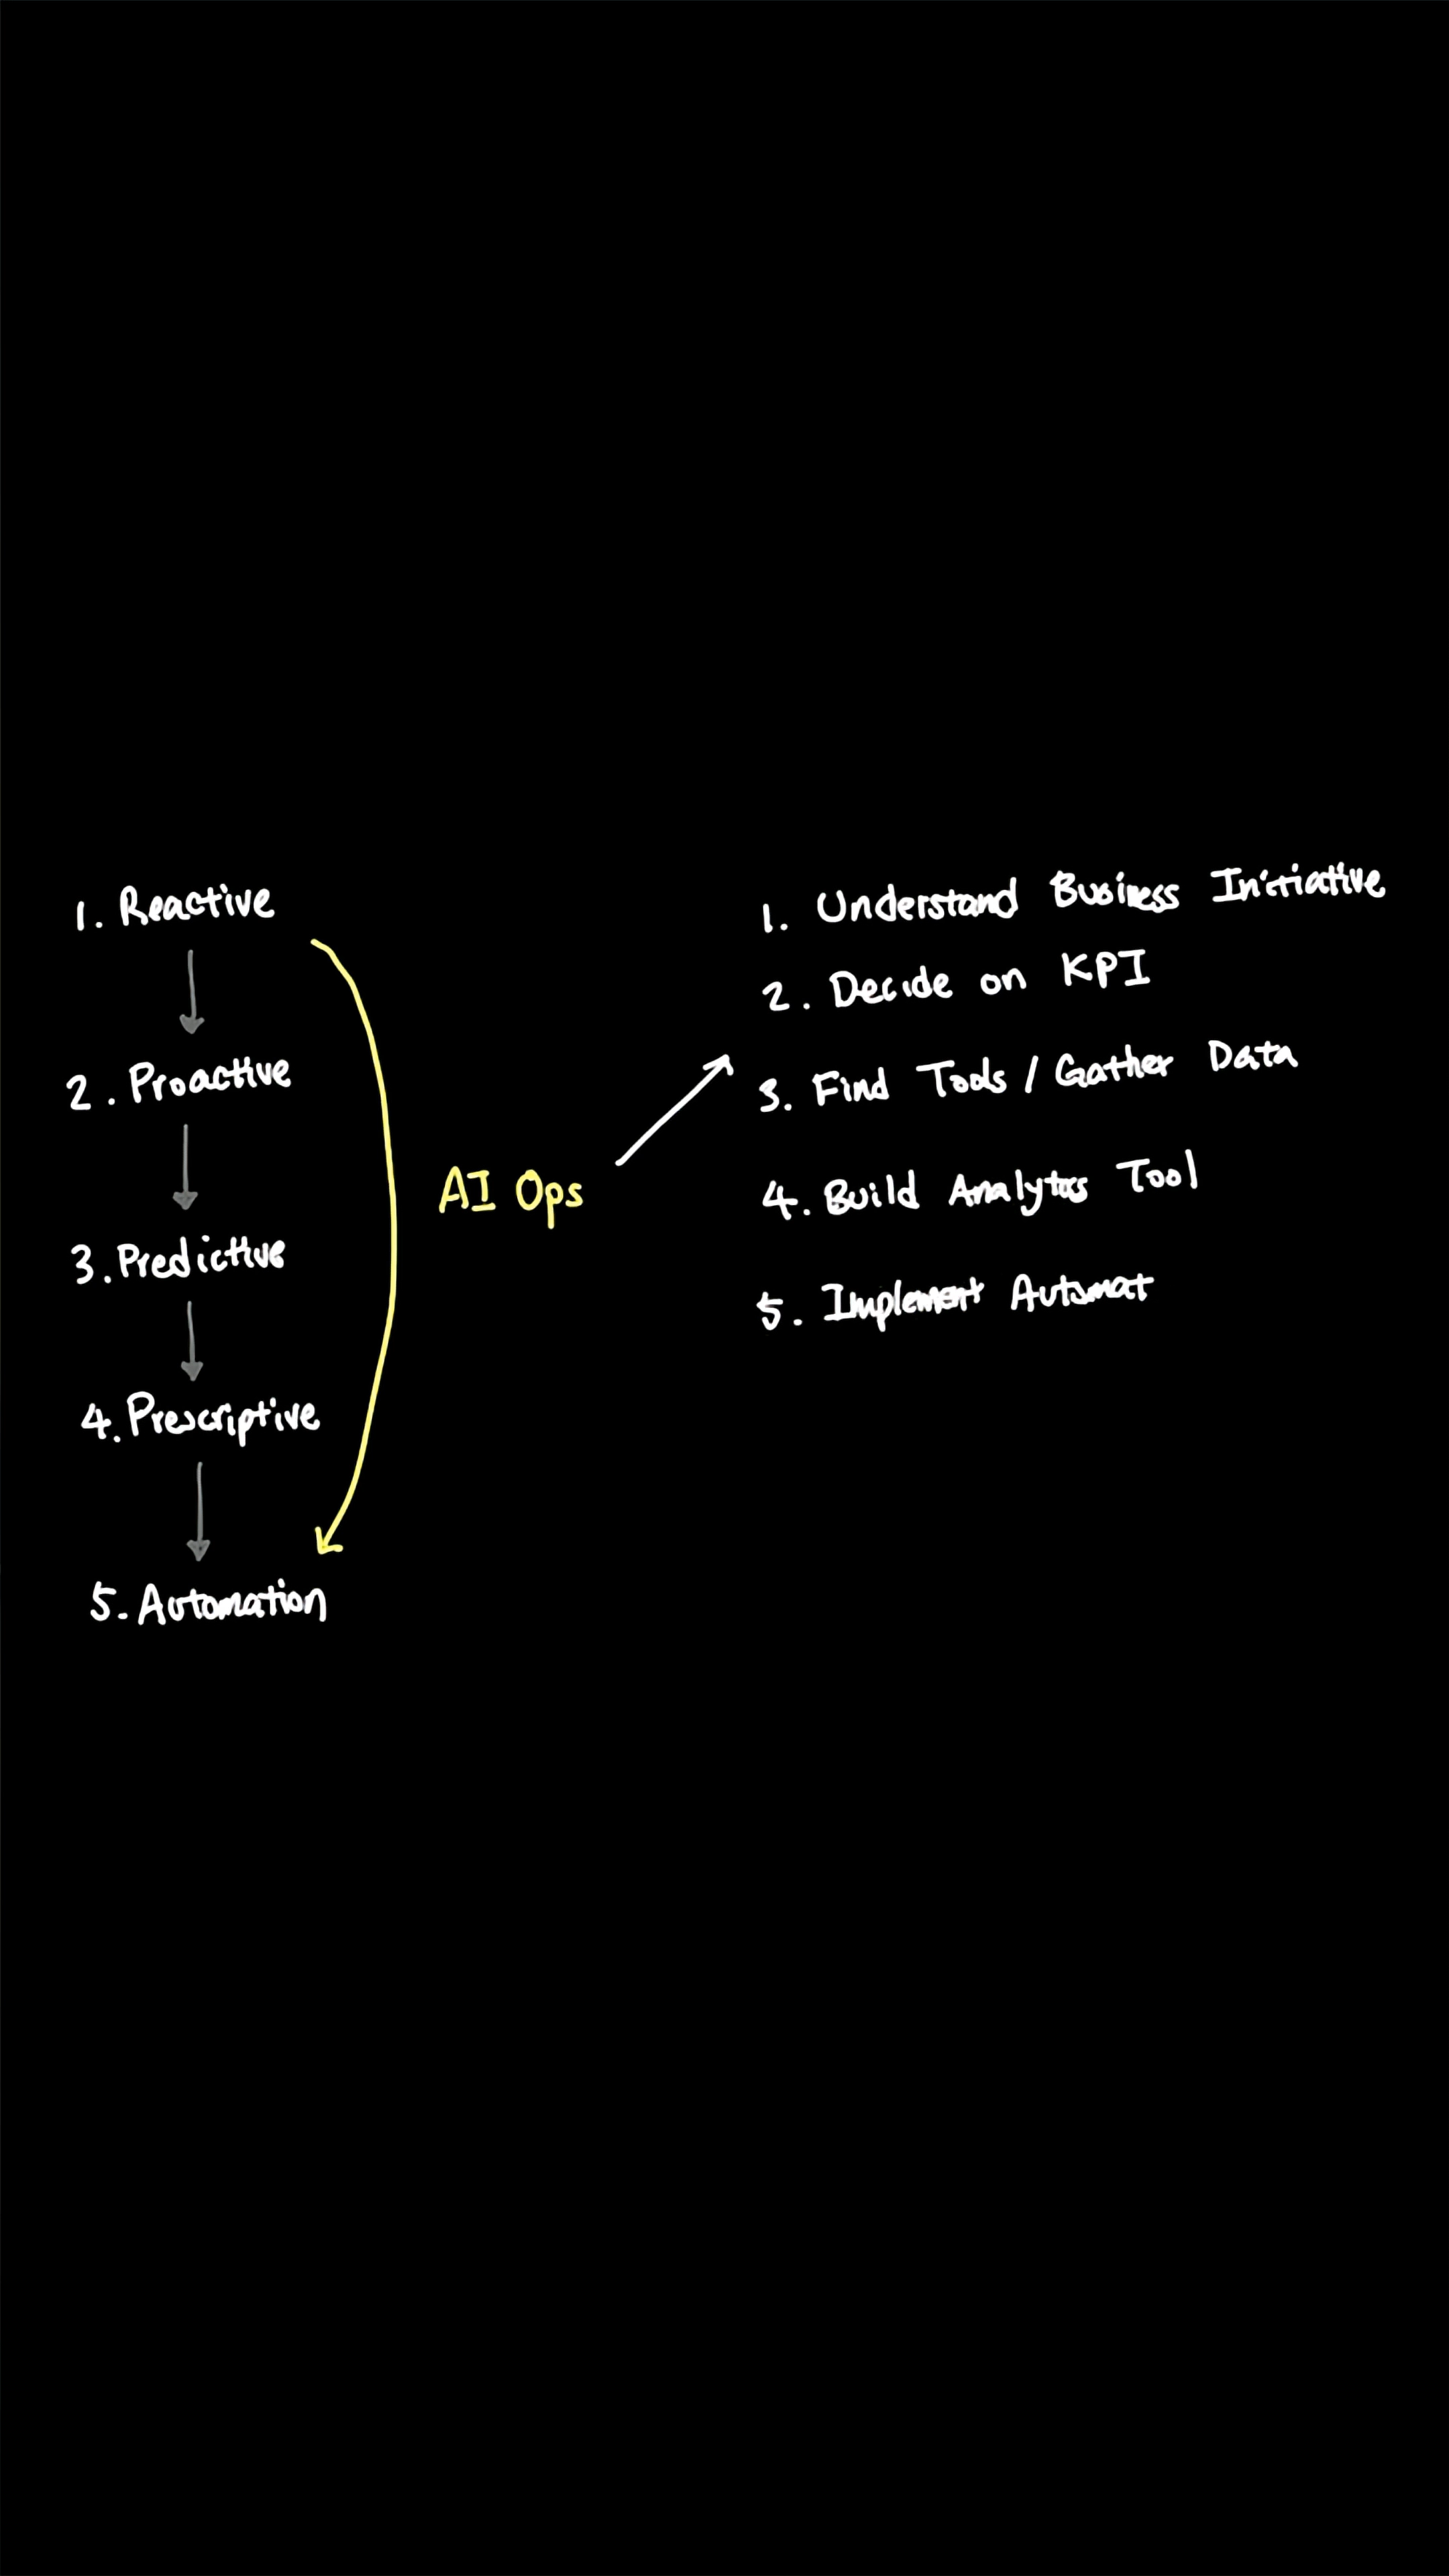 1. Reactive
2. Proactive
3. Predictive
4. Prescriptive
5. Automation
AI Ops
1. Understand Business Initiative
2. Decide on KPI
3. Find Tools / Gather Data
4. Build Analytics Tool
5. Implement Automat